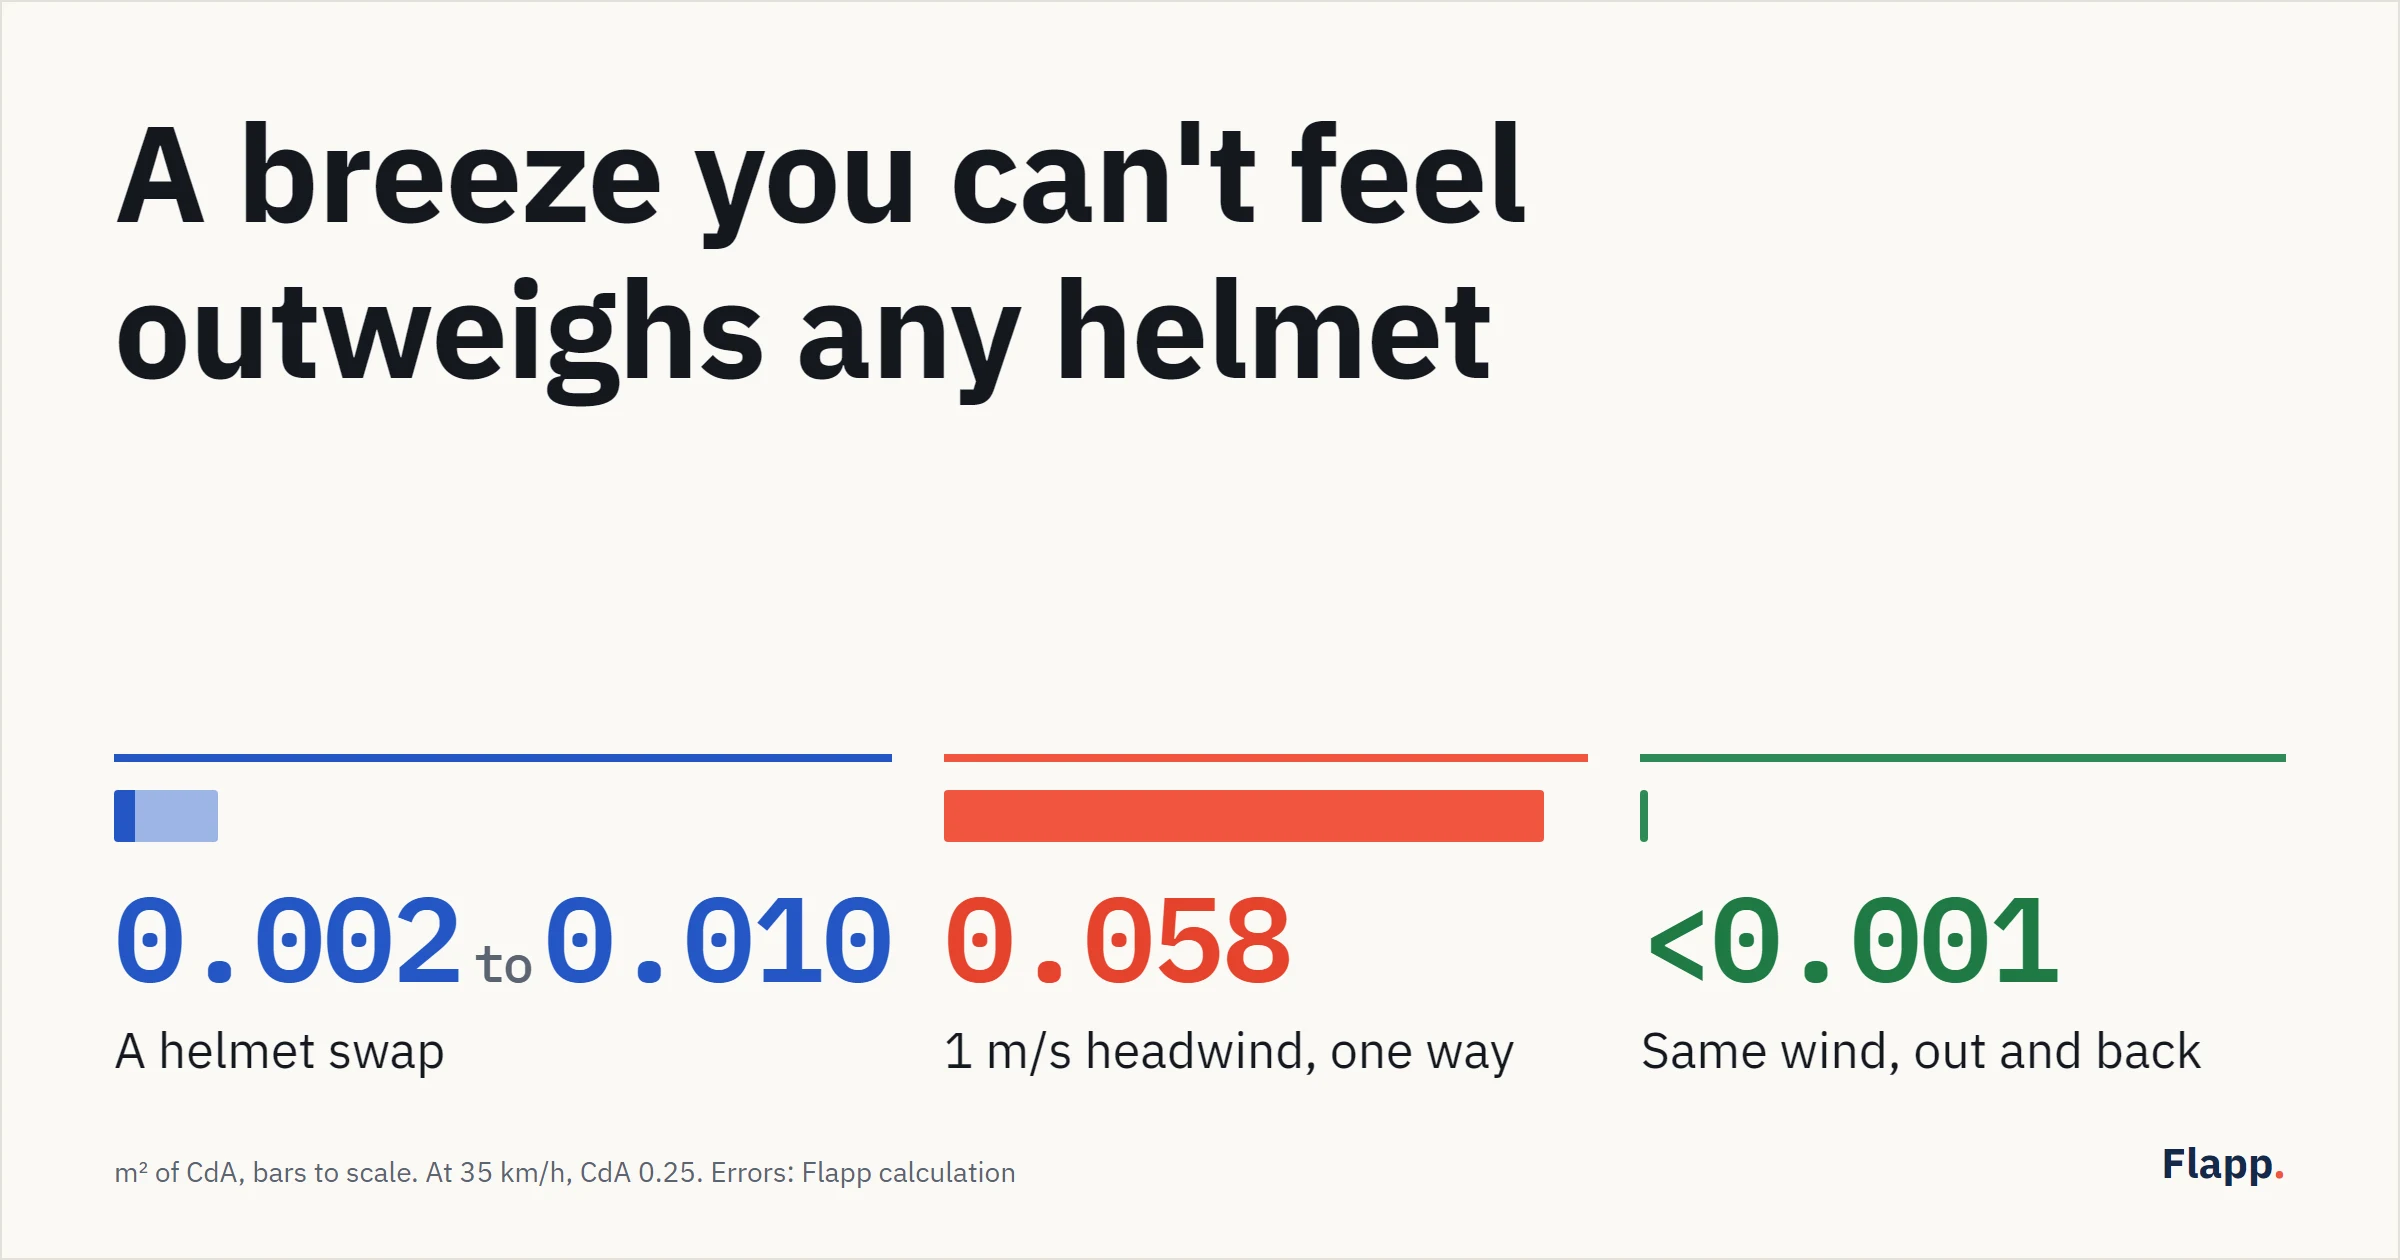 A breeze you can't feel
outweighs any helmet
0.002 to 0.010
A helmet swap
0.058
1 m/s headwind, one way
<0.001
Same wind, out and back
m² of CdA, bars to scale. At 35 km/h, CdA 0.25. Errors: Flapp calculation
Flapp.